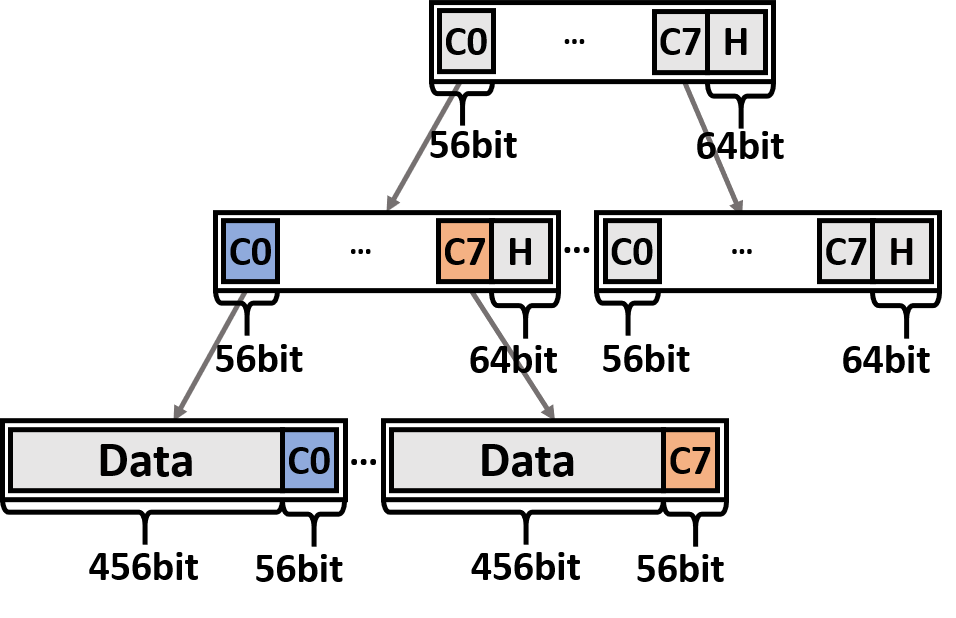 C0 ... C7 H
56bit 64bit
C0 ... C7 H ... C0 ... C7 H
56bit 64bit 56bit 64bit
Data C0 ... Data C7
456bit 56bit 456bit 56bit